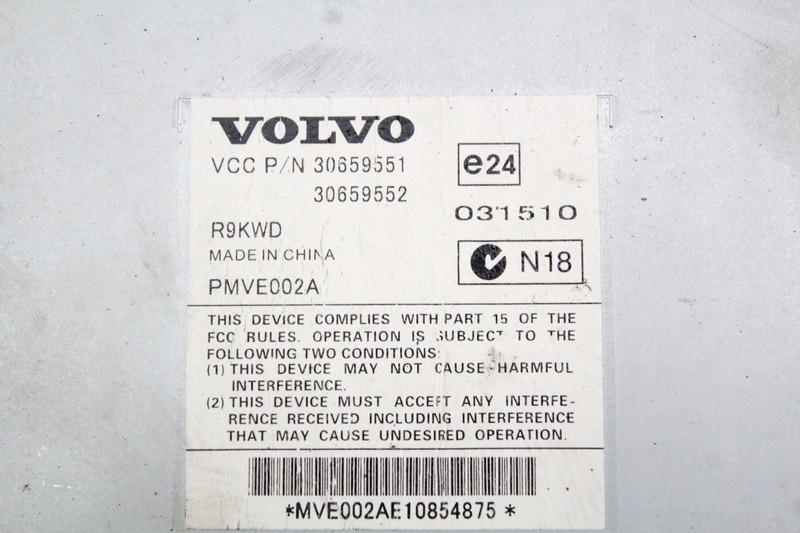 VOLVO
VCC P/N 30659551
30659552
e24
031510
R9KWD
MADE IN CHINA
N18
PMVE002A
THIS DEVICE COMPLIES WITH PART 15 OF THE
FCC RULES. OPERATION IS SUBJECT TO THE
FOLLOWING TWO CONDITIONS:
(1) THIS DEVICE MAY NOT CAUSE HARMFUL
INTERFERENCE.
(2) THIS DEVICE MUST ACCEPT ANY INTERFE-
RENCE RECEIVED INCLUDING INTERFERENCE
THAT MAY CAUSE UNDESIRED OPERATION.
*MVE002AE10854875*